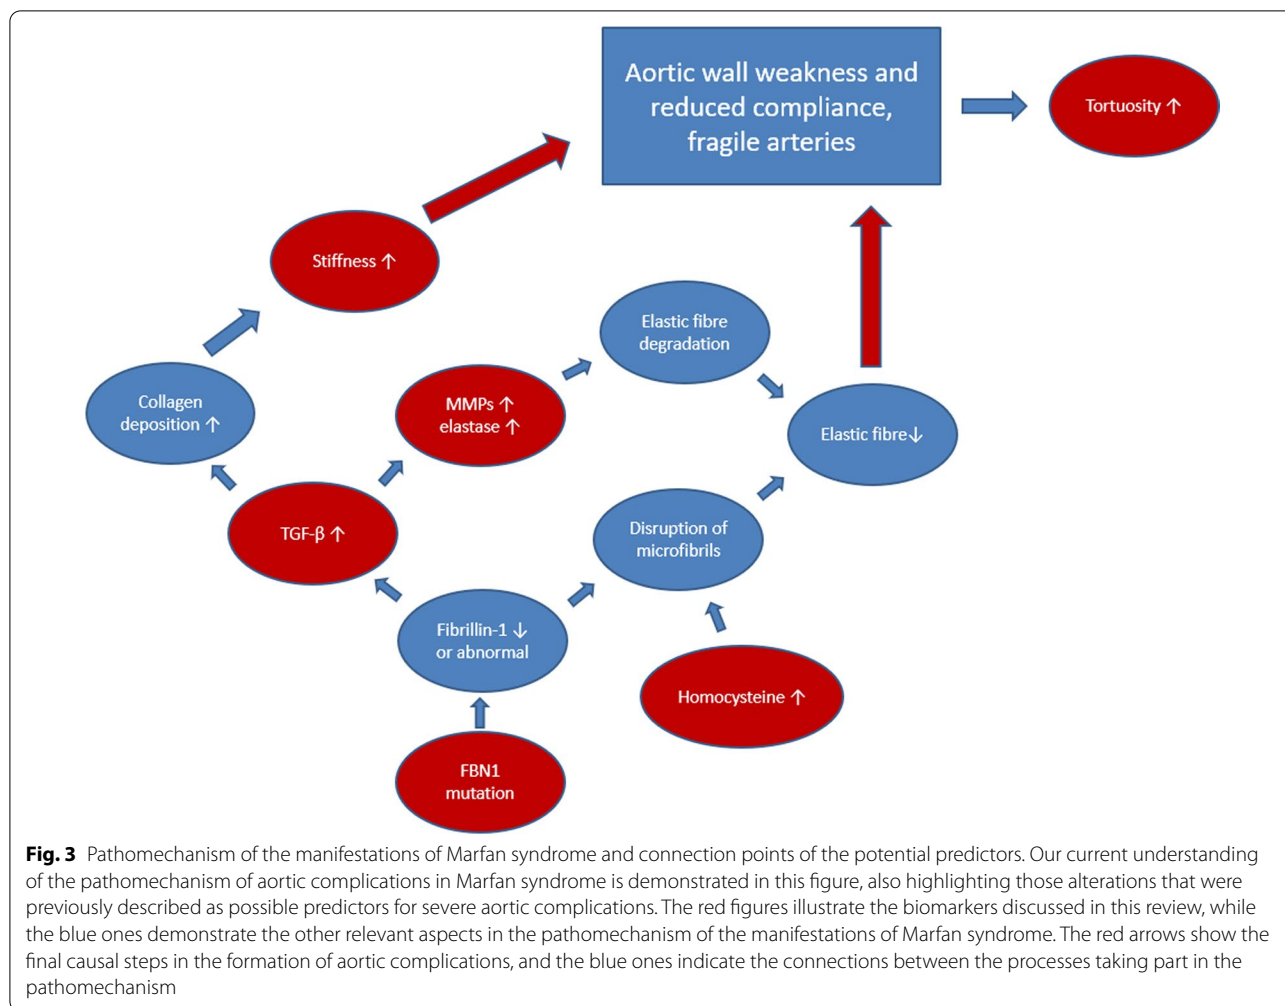 Aortic wall weakness and
reduced compliance,
fragile arteries
Tortuosity ↑
Stiffness ↑
Elastic fibre
degradation
Collagen
deposition ↑
MMPs ↑
elastase ↑
Elastic fibre↓
TGF-β ↑
Disruption of
microfibrils
Fibrillin-1 ↓
or abnormal
Homocysteine ↑
FBN1
mutation
Fig. 3 Pathomechanism of the manifestations of Marfan syndrome and connection points of the potential predictors. Our current understanding
of the pathomechanism of aortic complications in Marfan syndrome is demonstrated in this figure, also highlighting those alterations that were
previously described as possible predictors for severe aortic complications. The red figures illustrate the biomarkers discussed in this review, while
the blue ones demonstrate the other relevant aspects in the pathomechanism of the manifestations of Marfan syndrome. The red arrows show the
final causal steps in the formation of aortic complications, and the blue ones indicate the connections between the processes taking part in the
pathomechanism